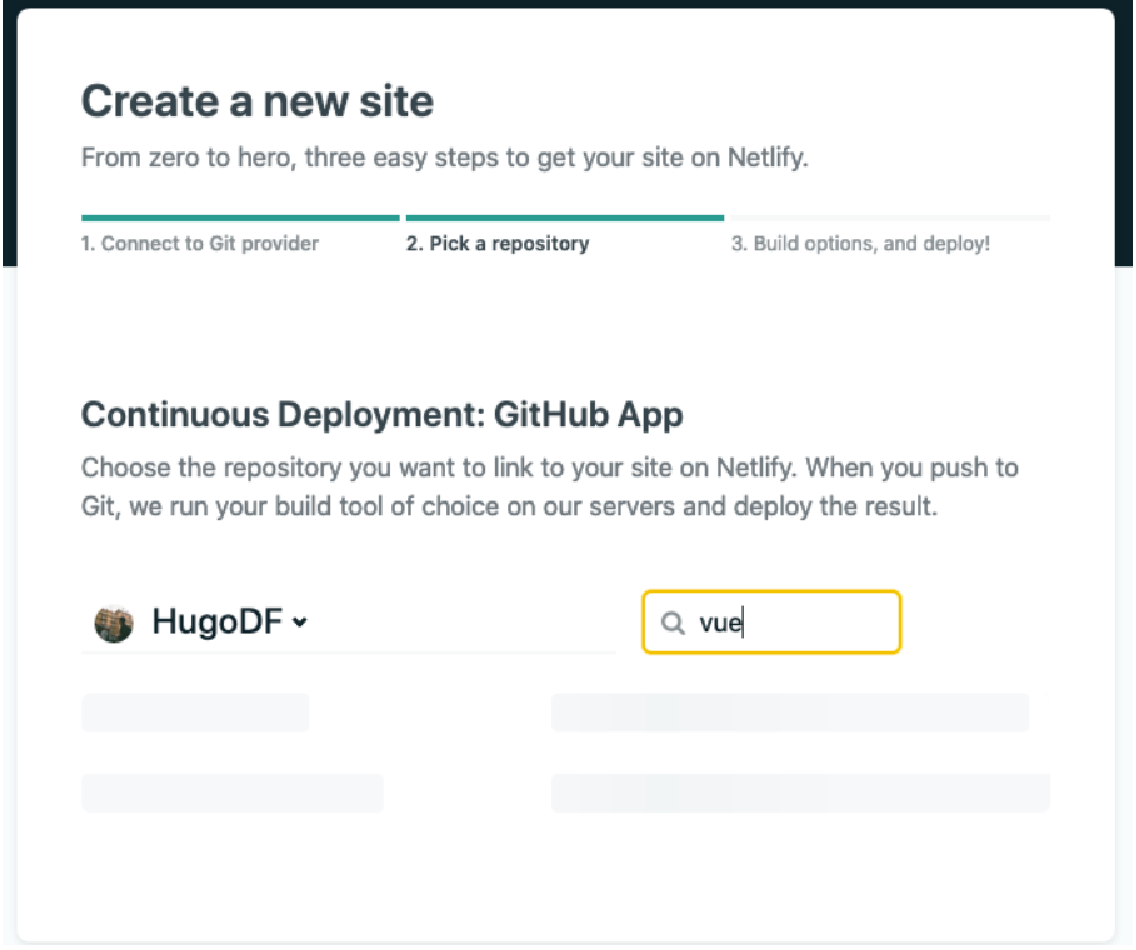 Create a new site
From zero to hero, three easy steps to get your site on Netlify.
1. Connect to Git provider
2. Pick a repository
3. Build options, and deploy!
Continuous Deployment: GitHub App
Choose the repository you want to link to your site on Netlify. When you push to
Git, we run your build tool of choice on our servers and deploy the result.
HugoDF
vue